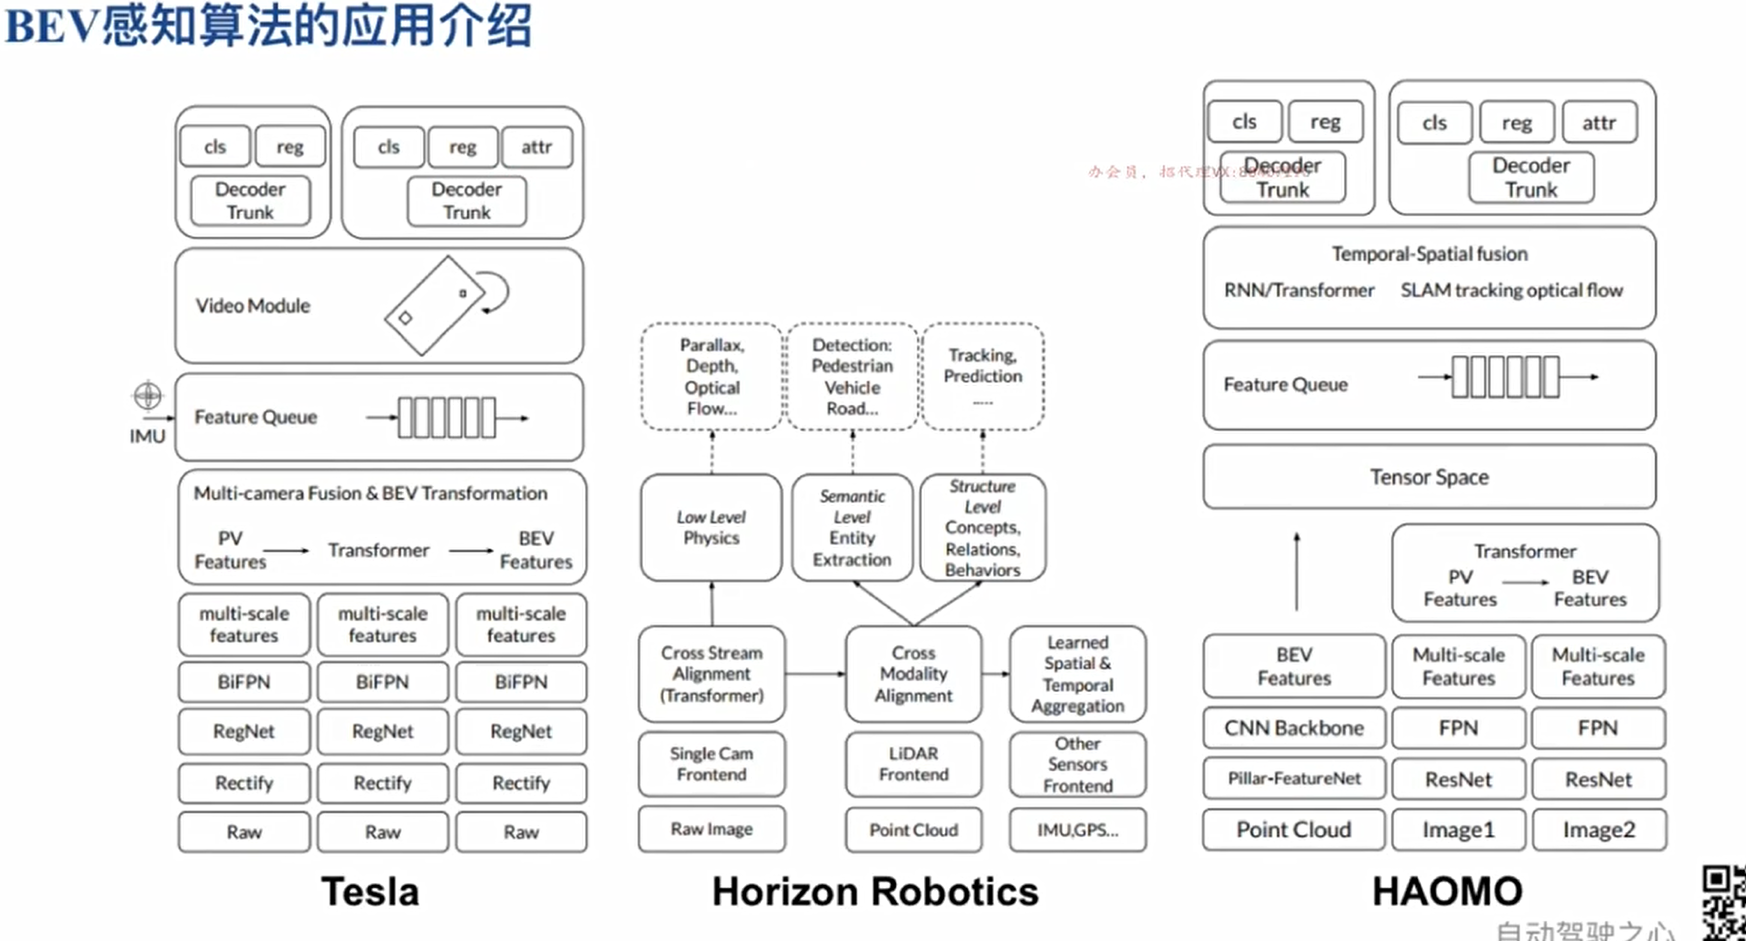 BEV感知算法的应用介绍
cls
reg
Decoder
Trunk
cls
reg
attr
Decoder
Trunk
Video Module
IMU
Feature Queue
Multi-camera Fusion & BEV Transformation
PV
Features
Transformer
BEV
Features
multi-scale
features
multi-scale
features
multi-scale
features
BiFPN
BiFPN
BiFPN
RegNet
RegNet
RegNet
Rectify
Rectify
Rectify
Raw
Raw
Raw
Tesla
Parallax,
Depth,
Optical
Flow...
Detection:
Pedestrian
Vehicle
Road...
Tracking,
Prediction
.....
Low Level
Physics
Semantic
Level
Entity
Extraction
Structure
Level
Concepts,
Relations,
Behaviors
Cross Stream
Alignment
(Transformer)
Cross
Modality
Alignment
Learned
Spatial &
Temporal
Aggregation
Single Cam
Frontend
LiDAR
Frontend
Other
Sensors
Frontend
Raw Image
Point Cloud
IMU,GPS...
Horizon Robotics
cls
reg
Decoder
Trunk
办会员，招代理VX:
cls
reg
attr
Decoder
Trunk
Temporal-Spatial fusion
RNN/Transformer
SLAM tracking optical flow
Feature Queue
Tensor Space
Transformer
PV
Features
BEV
Features
BEV
Features
Multi-scale
Features
Multi-scale
Features
CNN Backbone
FPN
FPN
Pillar-FeatureNet
ResNet
ResNet
Point Cloud
Image1
Image2
HAOMO
自动驾驶之心